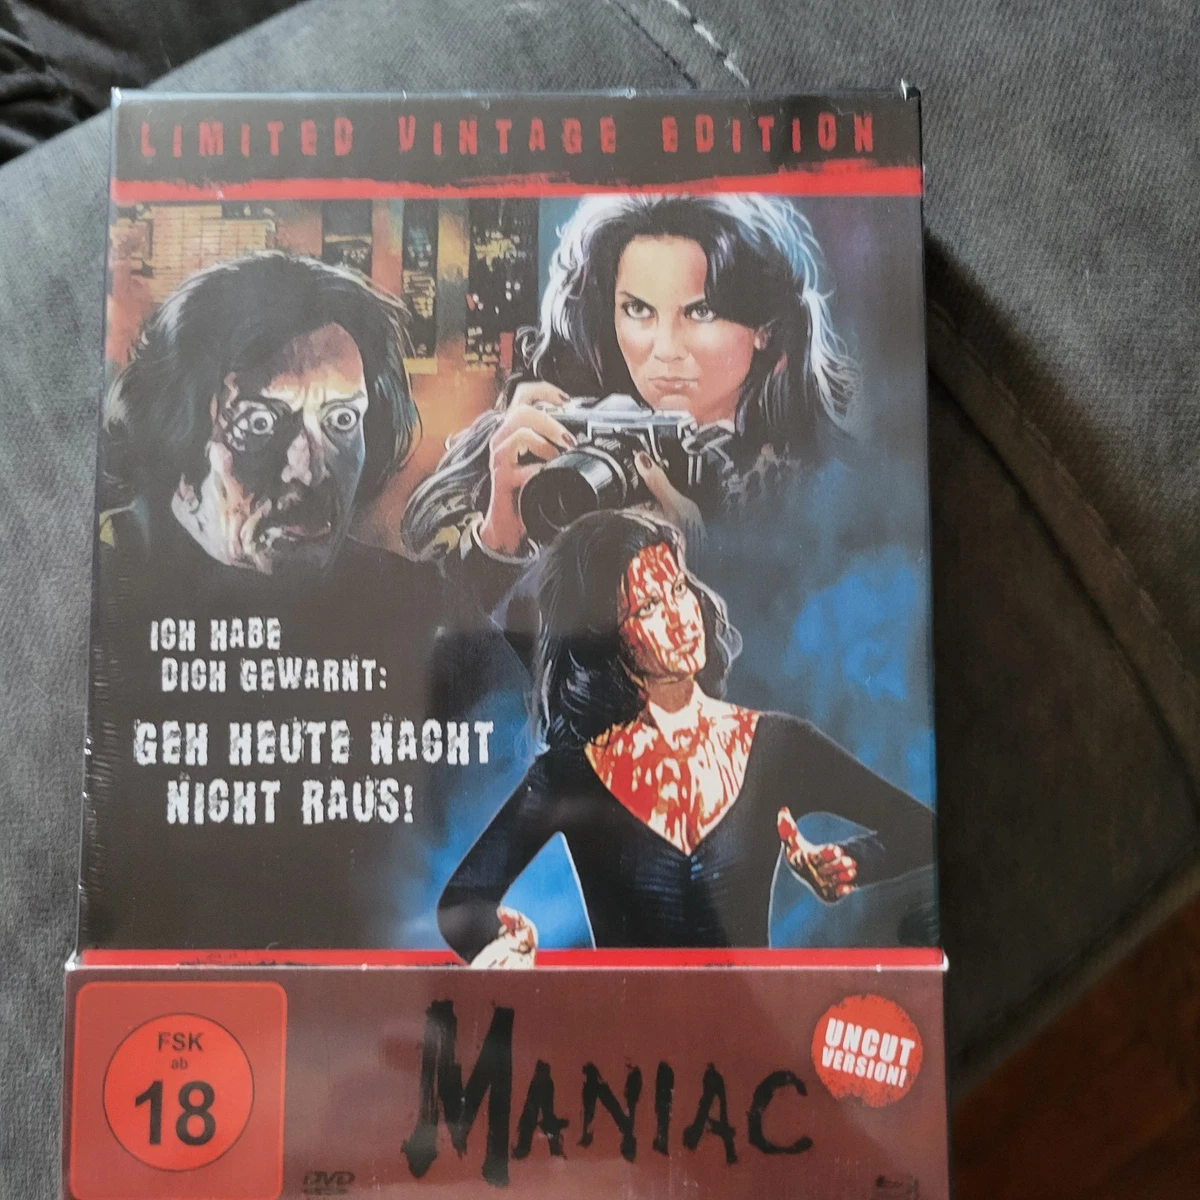 LIMITED VINTAGE EDITION
ICH HABE
DICH GEWARNT:
GEH HEUTE NACHT
NICHT RAUS!
UNCUT
VERSION!
FSK
ab
18
MANIAC
DVD